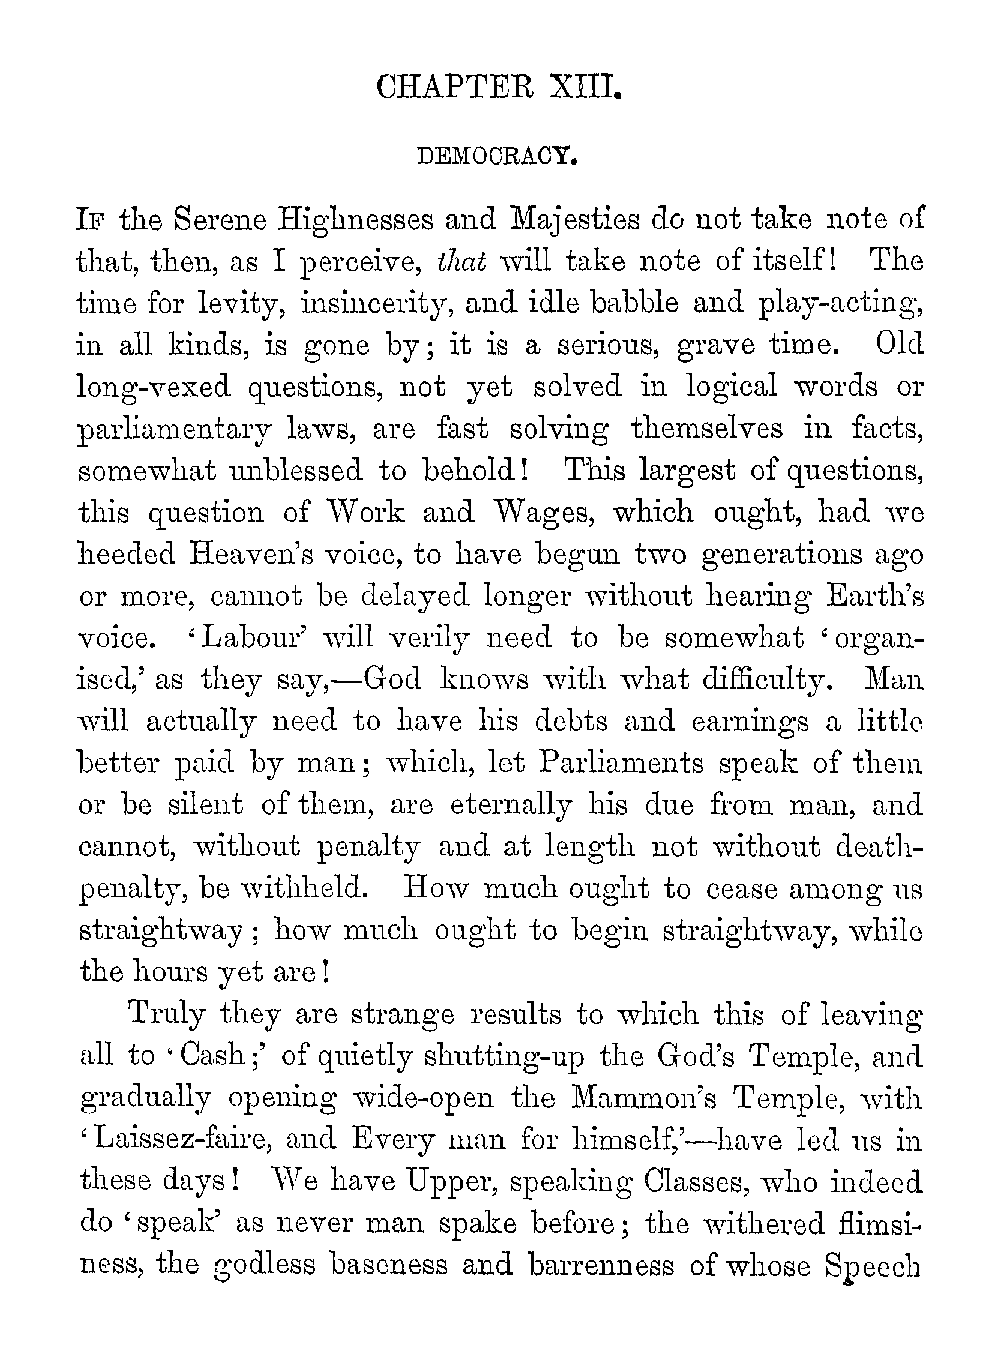 CHAPTER XIII.
DEMOCRACY.
IF the Serene Highnesses and Majesties do not take note of
that, then, as I perceive, that will take note of itself! The
time for levity, insincerity, and idle babble and play-acting,
in all kinds, is gone by; it is a serious, grave time. Old
long-vexed questions, not yet solved in logical words or
parliamentary laws, are fast solving themselves in facts,
somewhat unblessed to behold! This largest of questions,
this question of Work and Wages, which ought, had we
heeded Heaven's voice, to have begun two generations ago
or more, cannot be delayed longer without hearing Earth's
voice. 'Labour' will verily need to be somewhat 'organ-
ised,' as they say,—God knows with what difficulty. Man
will actually need to have his debts and earnings a little
better paid by man; which, let Parliaments speak of them
or be silent of them, are eternally his due from man, and
cannot, without penalty and at length not without death-
penalty, be withheld. How much ought to cease among us
straightway; how much ought to begin straightway, while
the hours yet are!
Truly they are strange results to which this of leaving
all to 'Cash;' of quietly shutting-up the God's Temple, and
gradually opening wide-open the Mammon's Temple, with
'Laissez-faire, and Every man for himself,'—have led us in
these days! We have Upper, speaking Classes, who indeed
do 'speak' as never man spake before; the withered flimsi-
ness, the godless baseness and barrenness of whose Speech